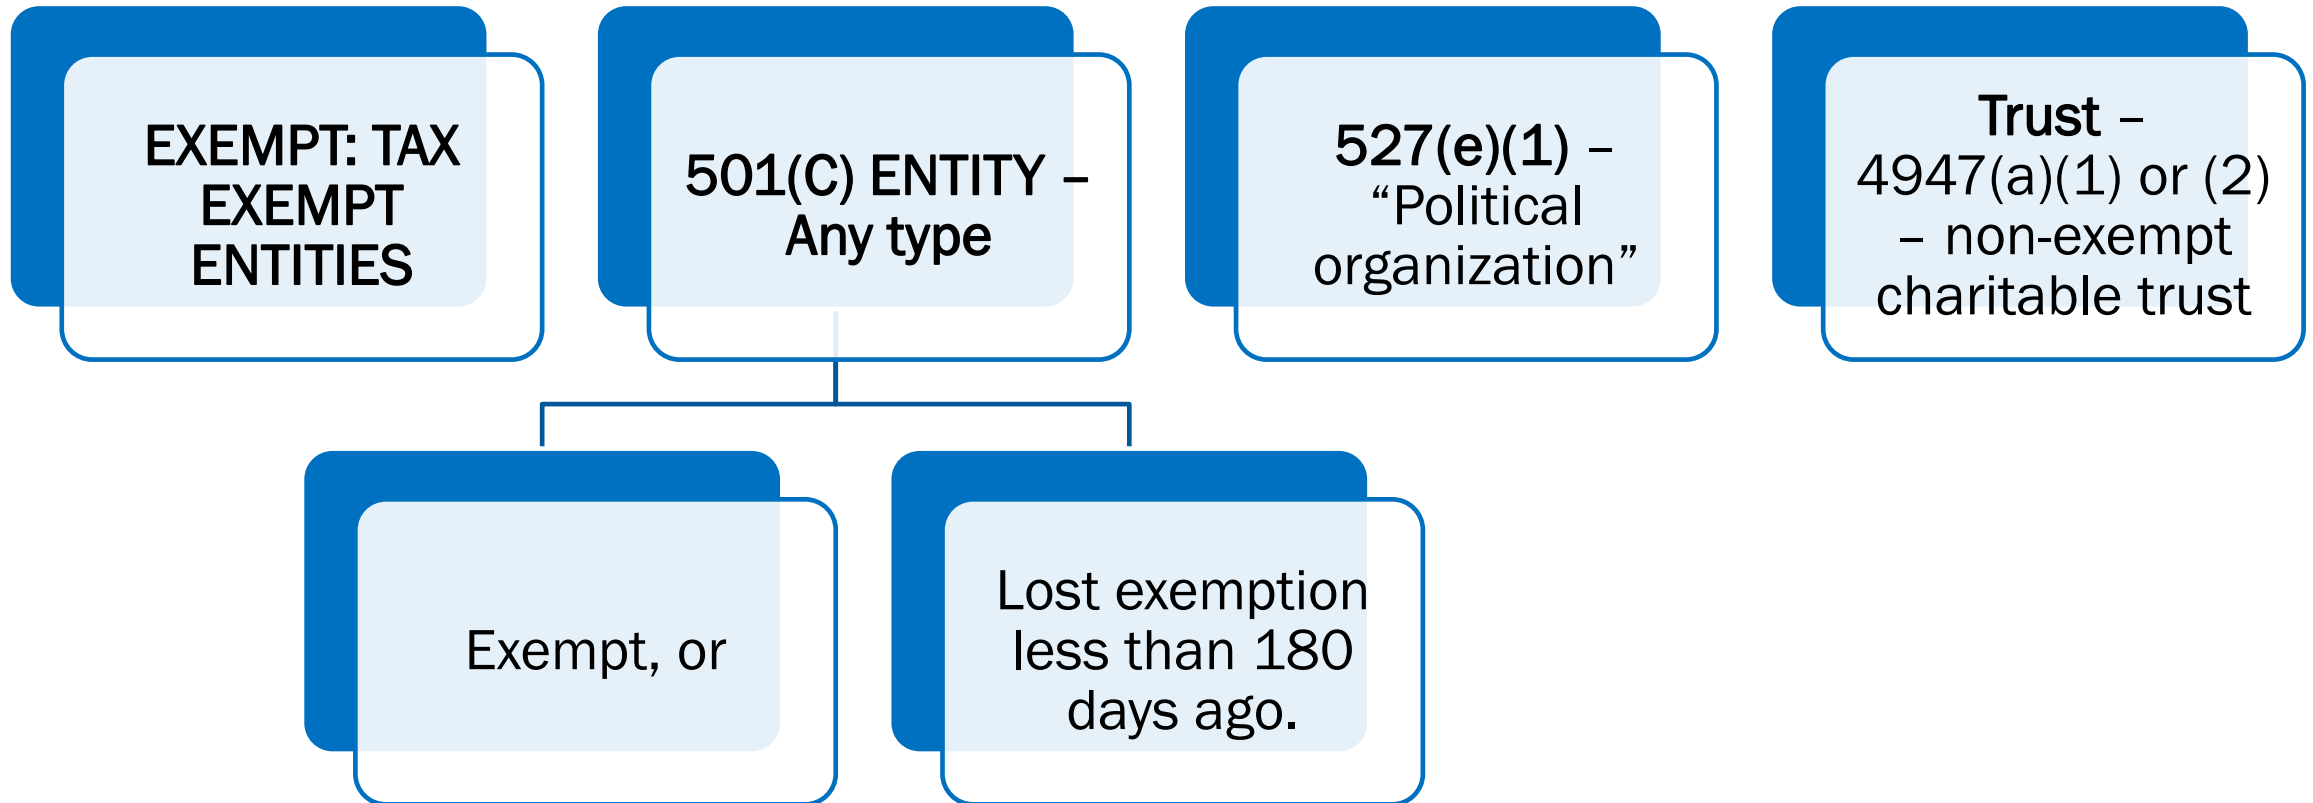 EXEMPT: TAX
EXEMPT
ENTITIES
501(C) ENTITY –
Any type
527(e)(1) –
“Political
organization”
Trust –
4947(a)(1) or (2)
– non-exempt
charitable trust
Exempt, or
Lost exemption
less than 180
days ago.